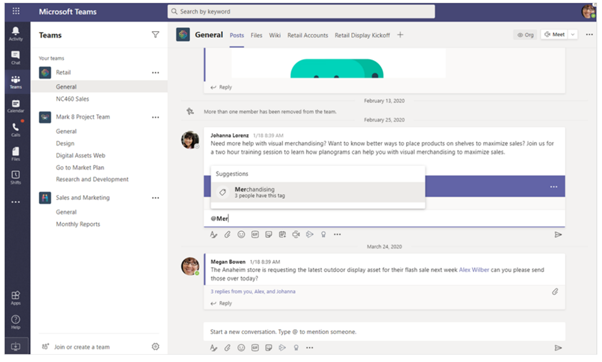 Microsoft Teams
Search by keyword
Activity
Chat
Teams
Calendar
Calls
Files
Shifts
Apps
Help
Teams
Your teams
Retail
General
NC460 Sales
Mark 8 Project Team
General
Design
Digital Assets Web
Go to Market Plan
Research and Development
Sales and Marketing
General
Monthly Reports
Join or create a team
General
Posts
Files
Wiki
Retail Accounts
Retail Display Kickoff
Org
Meet
Reply
February 13, 2020
More than one member has been removed from the team.
February 25, 2020
Johanna Lorenz 1/18 8:39 AM
Need more help with visual merchandising? Want to know better ways to place products on shelves to maximize sales? Join us for
a two hour training session to learn how planograms can help you with visual merchandising to maximize sales.
Suggestions
Merchandising
3 people have this tag
@Mer
March 24, 2020
Megan Bowen 1/18 8:39 AM
The Anaheim store is requesting the latest outdoor display asset for their flash sale next week Alex Wilber can you please send
those over today?
3 replies from you, Alex, and Johanna
Reply
Start a new conversation. Type @ to mention someone.